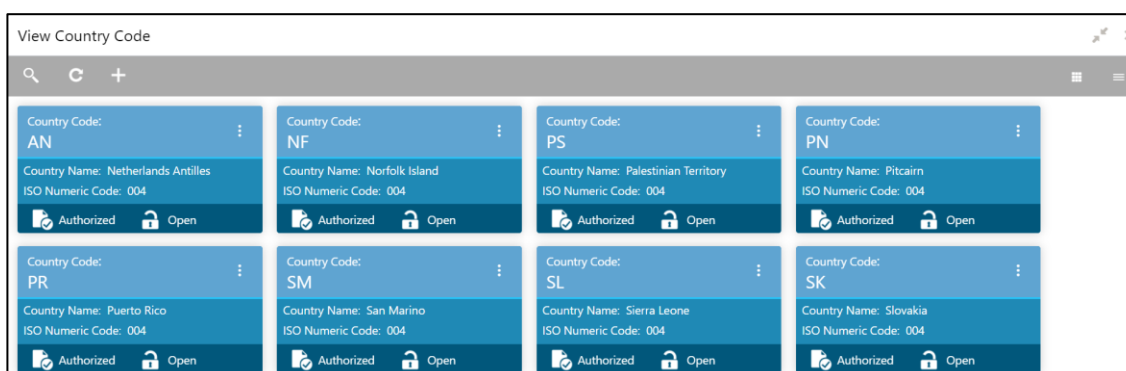 View Country Code
Country Code: Country Code: Country Code: Country Code:
AN NF PS PN
Country Name: Netherlands Antilles Country Name: Norfolk Island Country Name: Palestinian Territory Country Name: Pitcairn
ISO Numeric Code: 004 ISO Numeric Code: 004 ISO Numeric Code: 004 ISO Numeric Code: 004
Authorized Open Authorized Open Authorized Open Authorized Open
Country Code: Country Code: Country Code: Country Code:
PR SM SL SK
Country Name: Puerto Rico Country Name: San Marino Country Name: Sierra Leone Country Name: Slovakia
ISO Numeric Code: 004 ISO Numeric Code: 004 ISO Numeric Code: 004 ISO Numeric Code: 004
Authorized Open Authorized Open Authorized Open Authorized Open